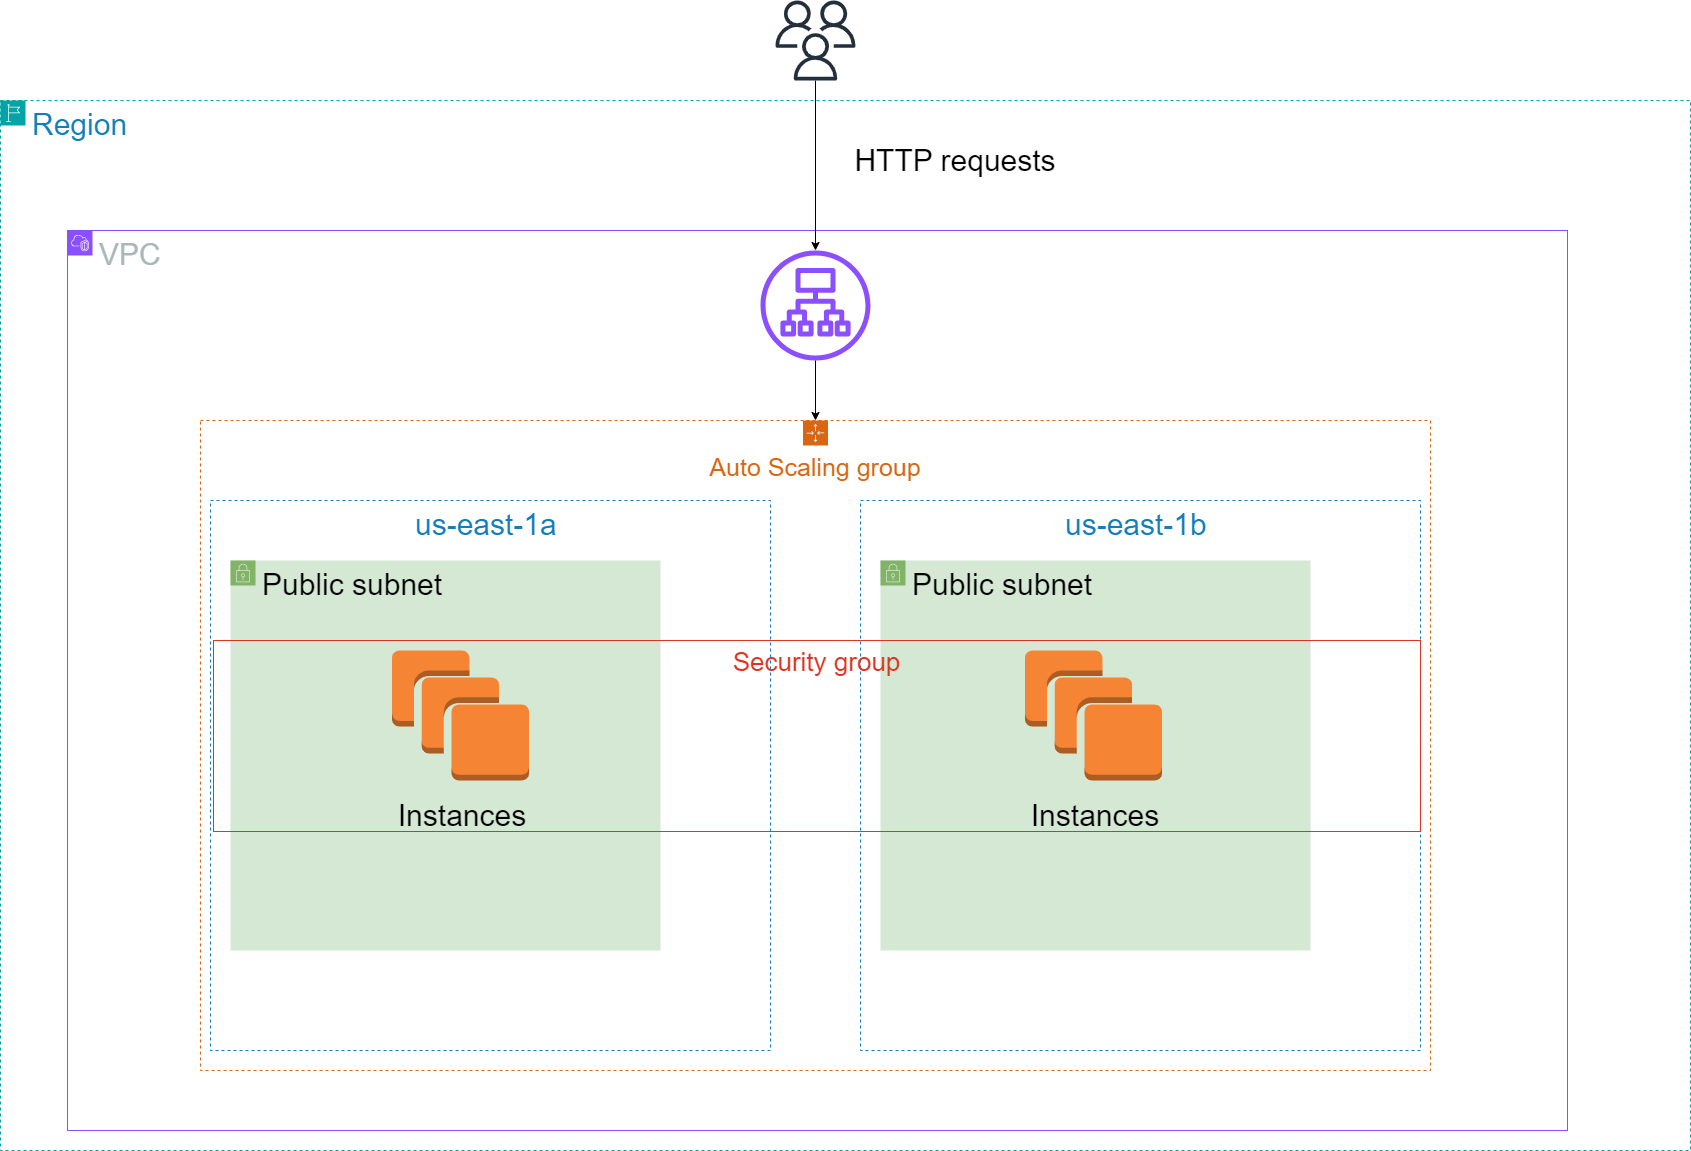 Region
HTTP requests
VPC
Auto Scaling group
us-east-1a
us-east-1b
Public subnet
Public subnet
Security group
Instances
Instances